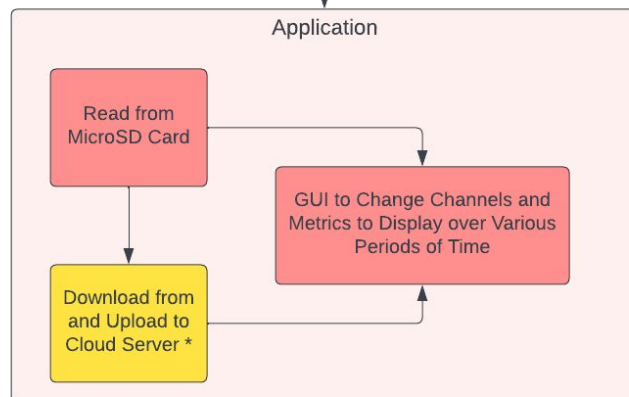 Application
Read from
MicroSD Card
GUI to Change Channels and
Metrics to Display over Various
Periods of Time
Download from
and Upload to
Cloud Server *